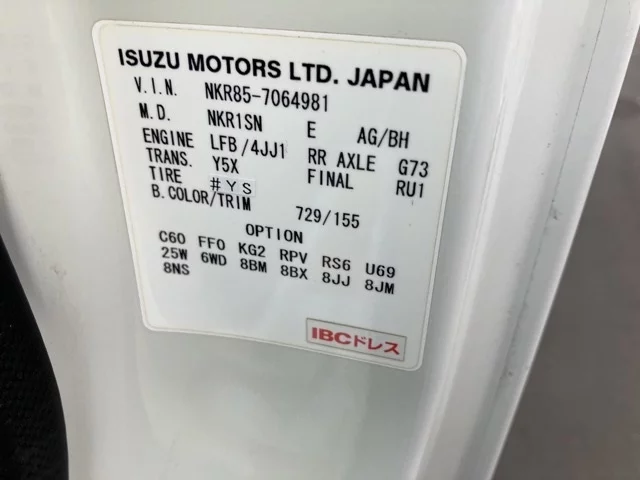 ISUZU MOTORS LTD. JAPAN
V.I.N. NKR85-7064981
M.D. NKR1SN E AG/BH
ENGINE LFB/4JJ1 RR AXLE G73
TRANS. Y5X FINAL RU1
TIRE #YS
B.COLOR/TRIM 729/155
OPTION
C60 FF0 KG2 RPV RS6 U69
25W 6WD 8BM 8BX 8JJ 8JM
8NS
IBCドレス